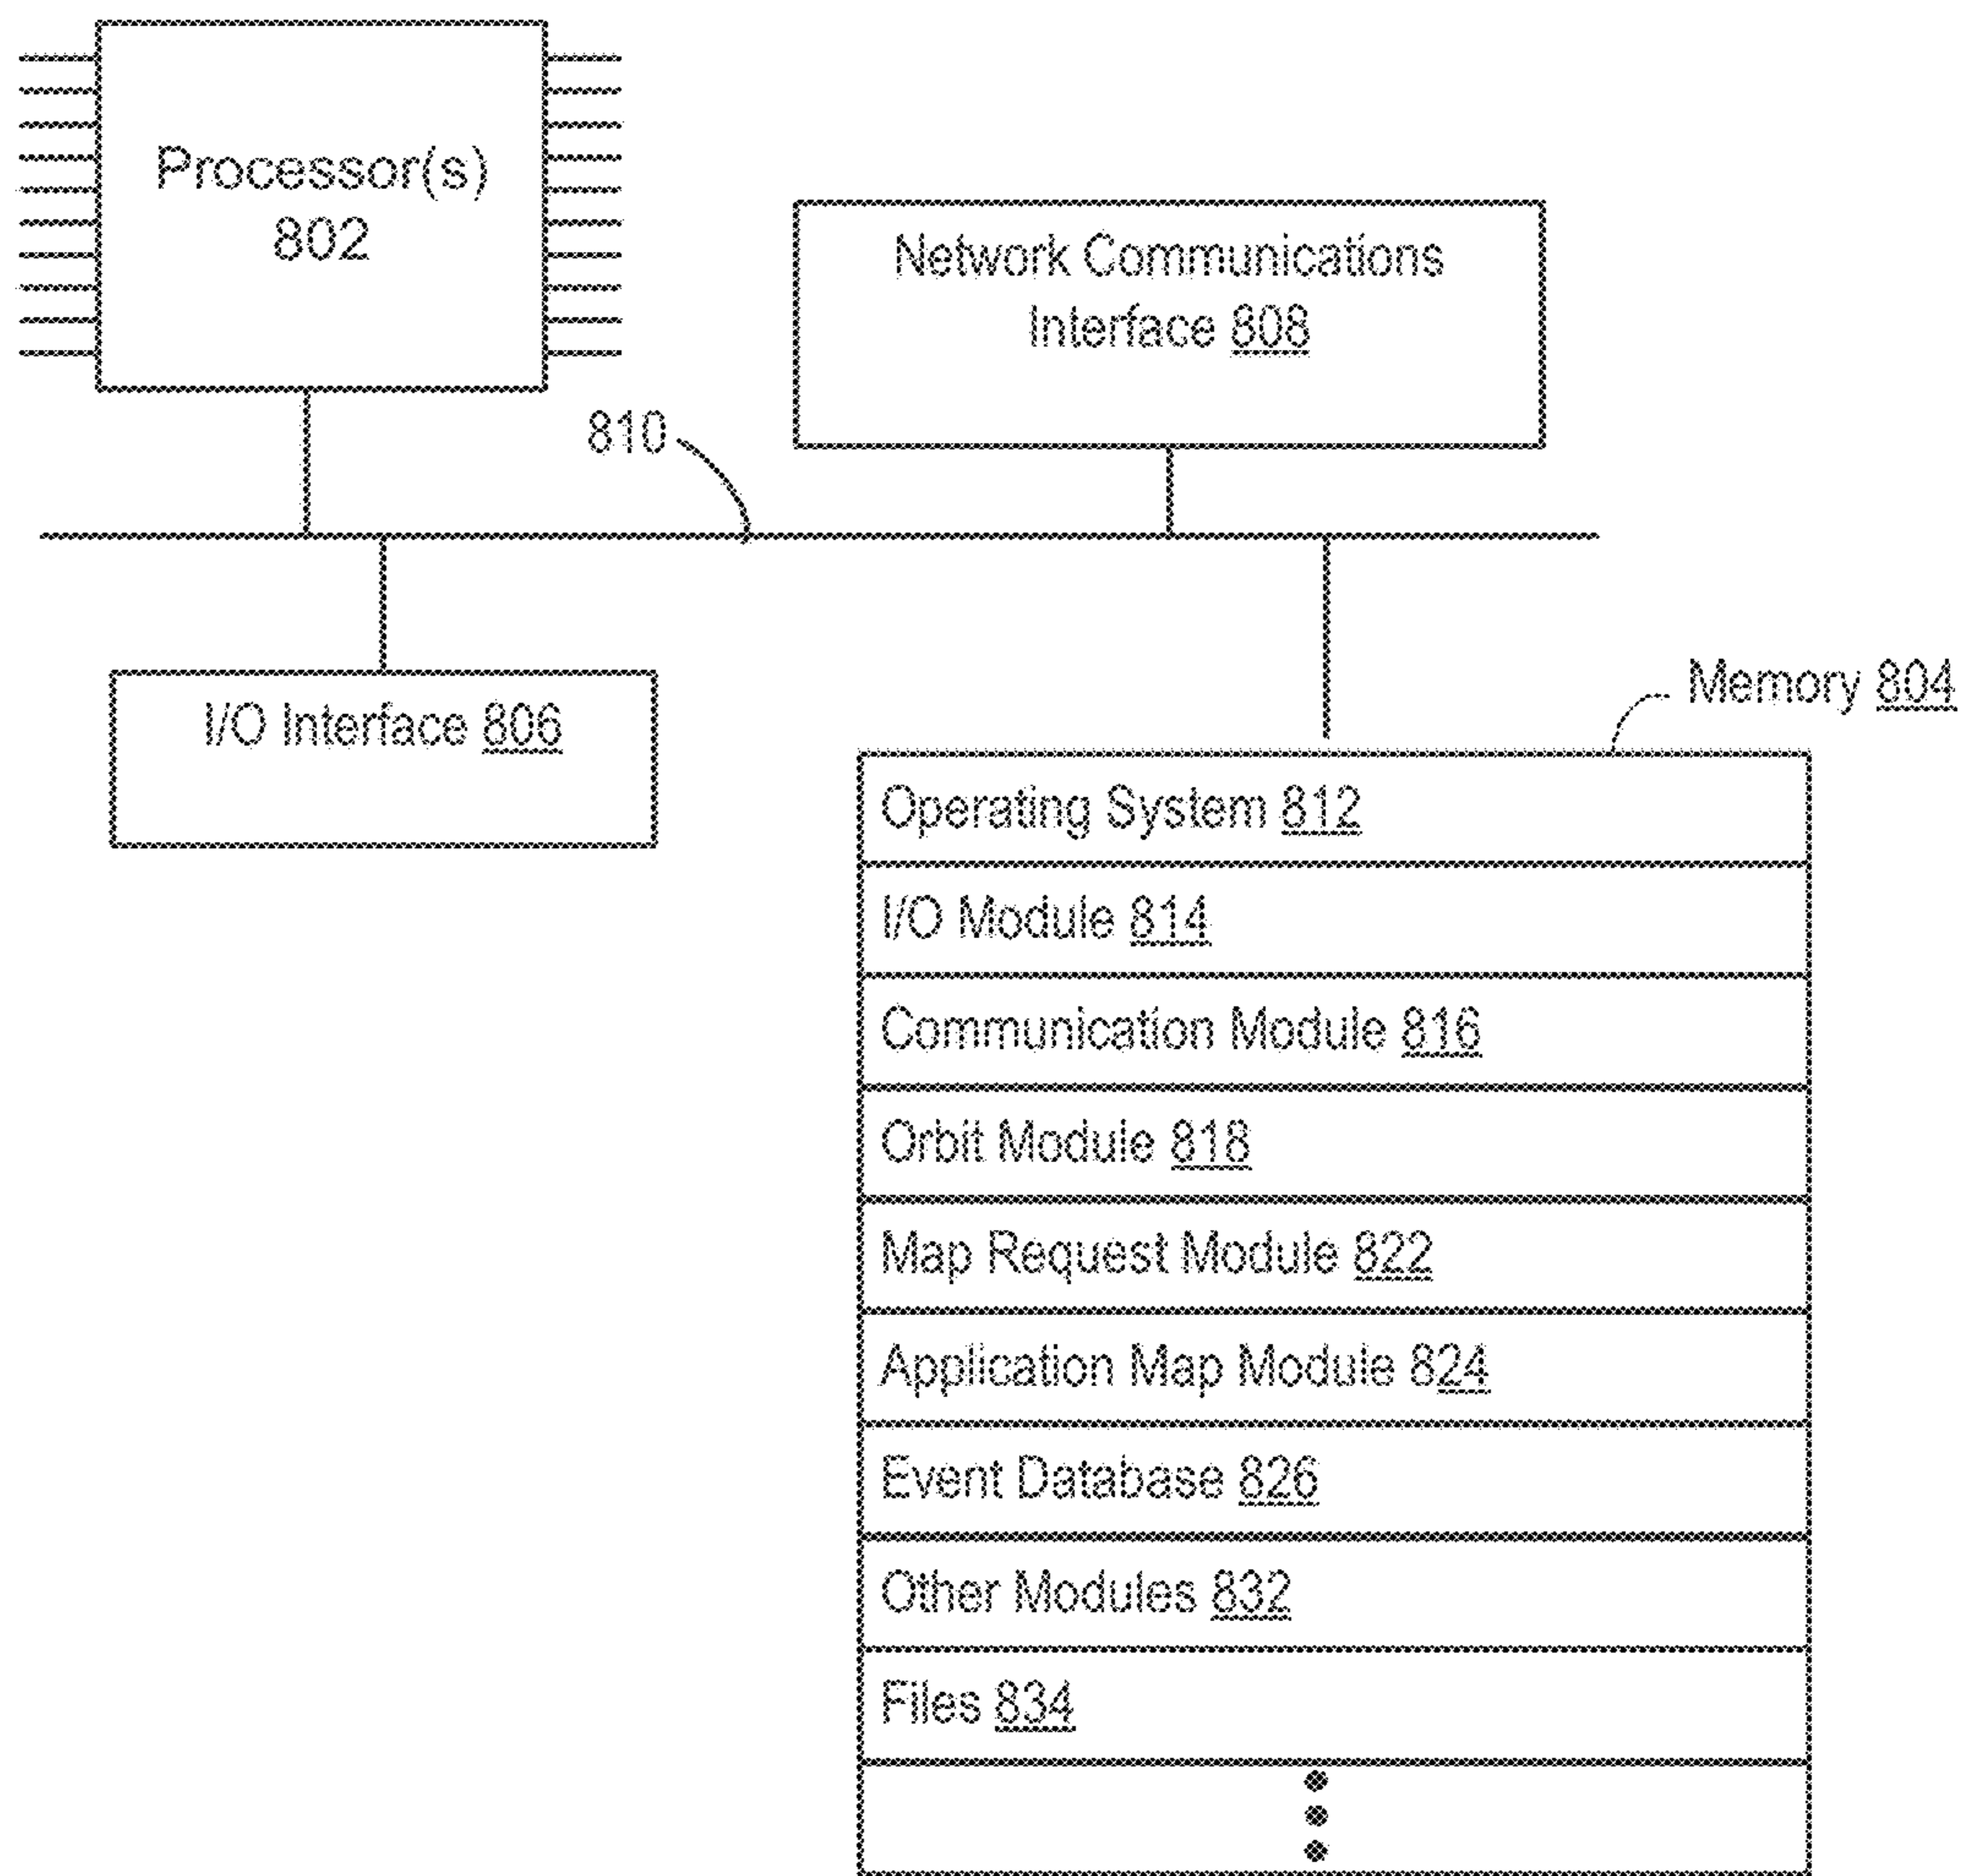 Processor(s)
802
Network Communications
Interface 808
810
I/O Interface 806
Memory 804
Operating System 812
I/O Module 814
Communication Module 816
Orbit Module 818
Map Request Module 822
Application Map Module 824
Event Database 826
Other Modules 832
Files 834